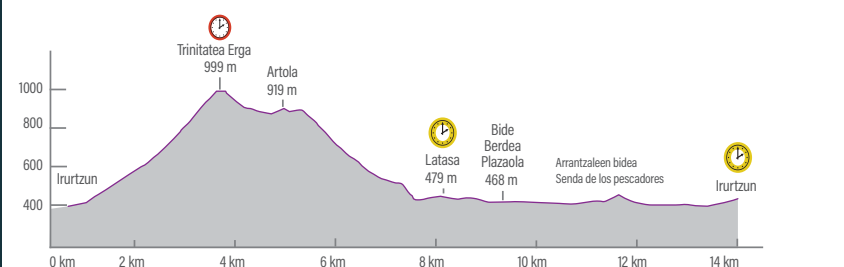 Trinitatea Erga
999 m
Artola
919 m
1000
800
600
400
Irurtzun
Latasa
479 m
Bide
Berdea
Plazaola
468 m
Arrantzaleen bidea
Senda de los pescadores
Irurtzun
0 km
2 km
4 km
6 km
8 km
10 km
12 km
14 km